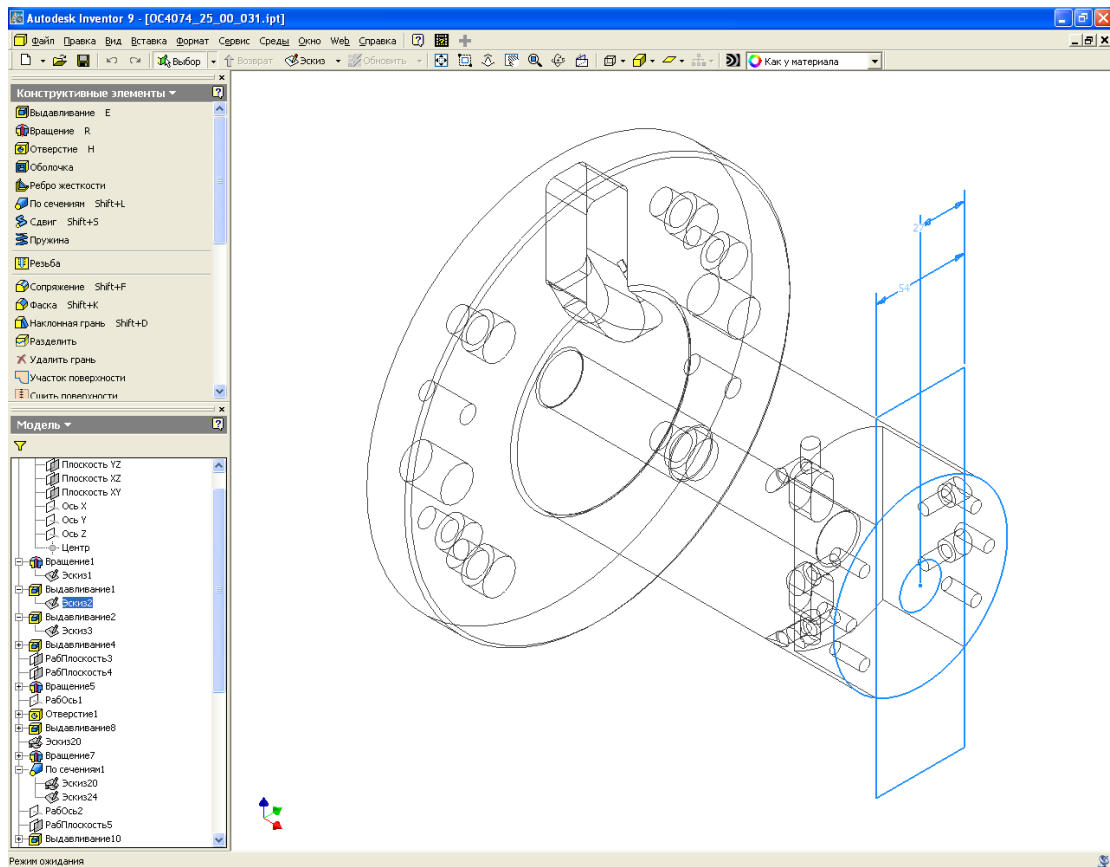 Autodesk Inventor 9 - [OC4074_25_00_031.ipt]
Файл Правка Вид Вставка Формат Сервис Среды Окно Web Справка
Выбор Возврат Эскиз Обновить Как у материала
Конструктивные элементы
Выдавливание E
Вращение R
Отверстие H
Оболочка
Ребро жесткости
По сечениям Shift+L
Сдвиг Shift+S
Пружина
Резьба
Сопряжение Shift+F
Фаска Shift+K
Наклонная грань Shift+D
Разделить
Удалить грань
Участок поверхности
Сшить поверхности
Модель
Плоскость YZ
Плоскость XZ
Плоскость XY
Ось X
Ось Y
Ось Z
Центр
Вращение1
Эскиз1
Выдавливание1
Эскиз2
Выдавливание2
Эскиз3
Выдавливание4
РабПлоскость3
РабПлоскость4
Вращение5
РабОсь1
Отверстие1
Выдавливание8
Эскиз20
Вращение7
По сечениям1
Эскиз20
Эскиз24
РабОсь2
РабПлоскость5
Выдавливание10
27
54
Режим ожидания